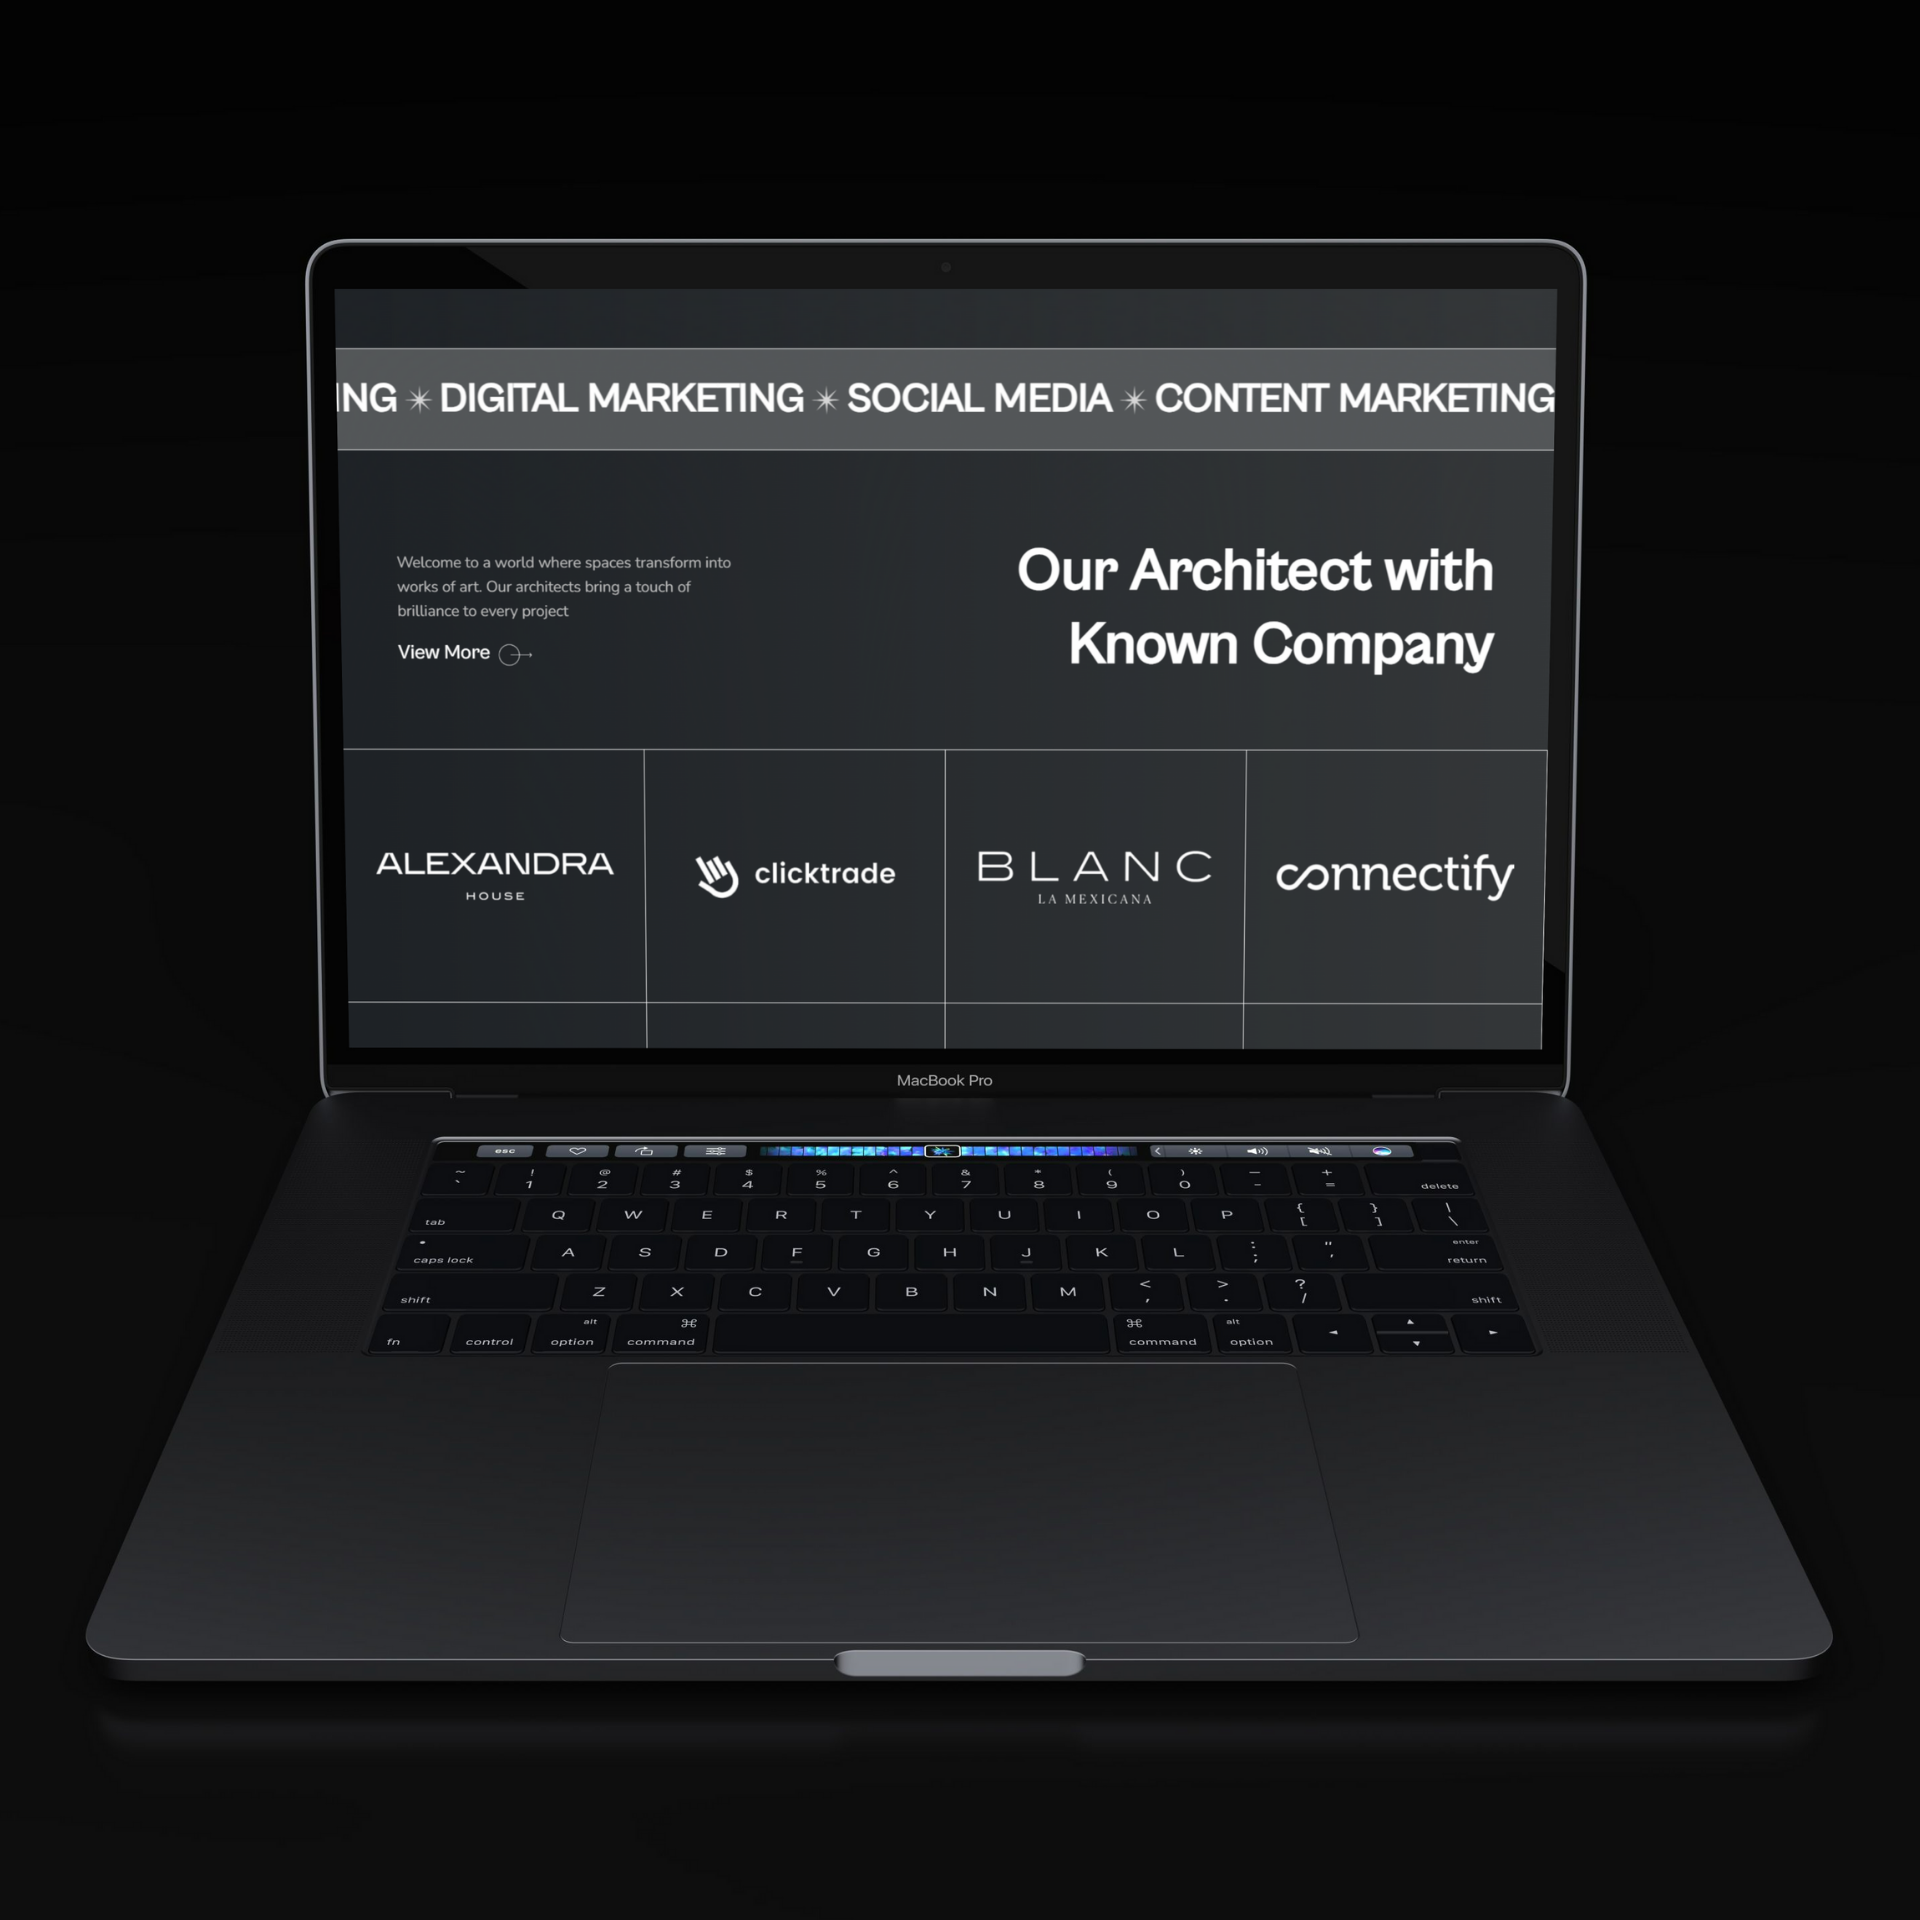 ING ✴ DIGITAL MARKETING ✴ SOCIAL MEDIA ✴ CONTENT MARKETING
Welcome to a world where spaces transform into
works of art. Our architects bring a touch of
brilliance to every project
View More
Our Architect with
Known Company
ALEXANDRA
HOUSE
clicktrade
BLANC
LA MEXICANA
connectify
MacBook Pro
esc
~ ! @ # $ % ^ & * ( ) — +
` 1 2 3 4 5 6 7 8 9 0 - = delete
tab Q W E R T Y U I O P { [ } ] | \
caps lock A S D F G H J K L : ; " ' enter return
shift Z X C V B N M < , > . ? / shift
fn control alt option ⌘ command ⌘ command alt option